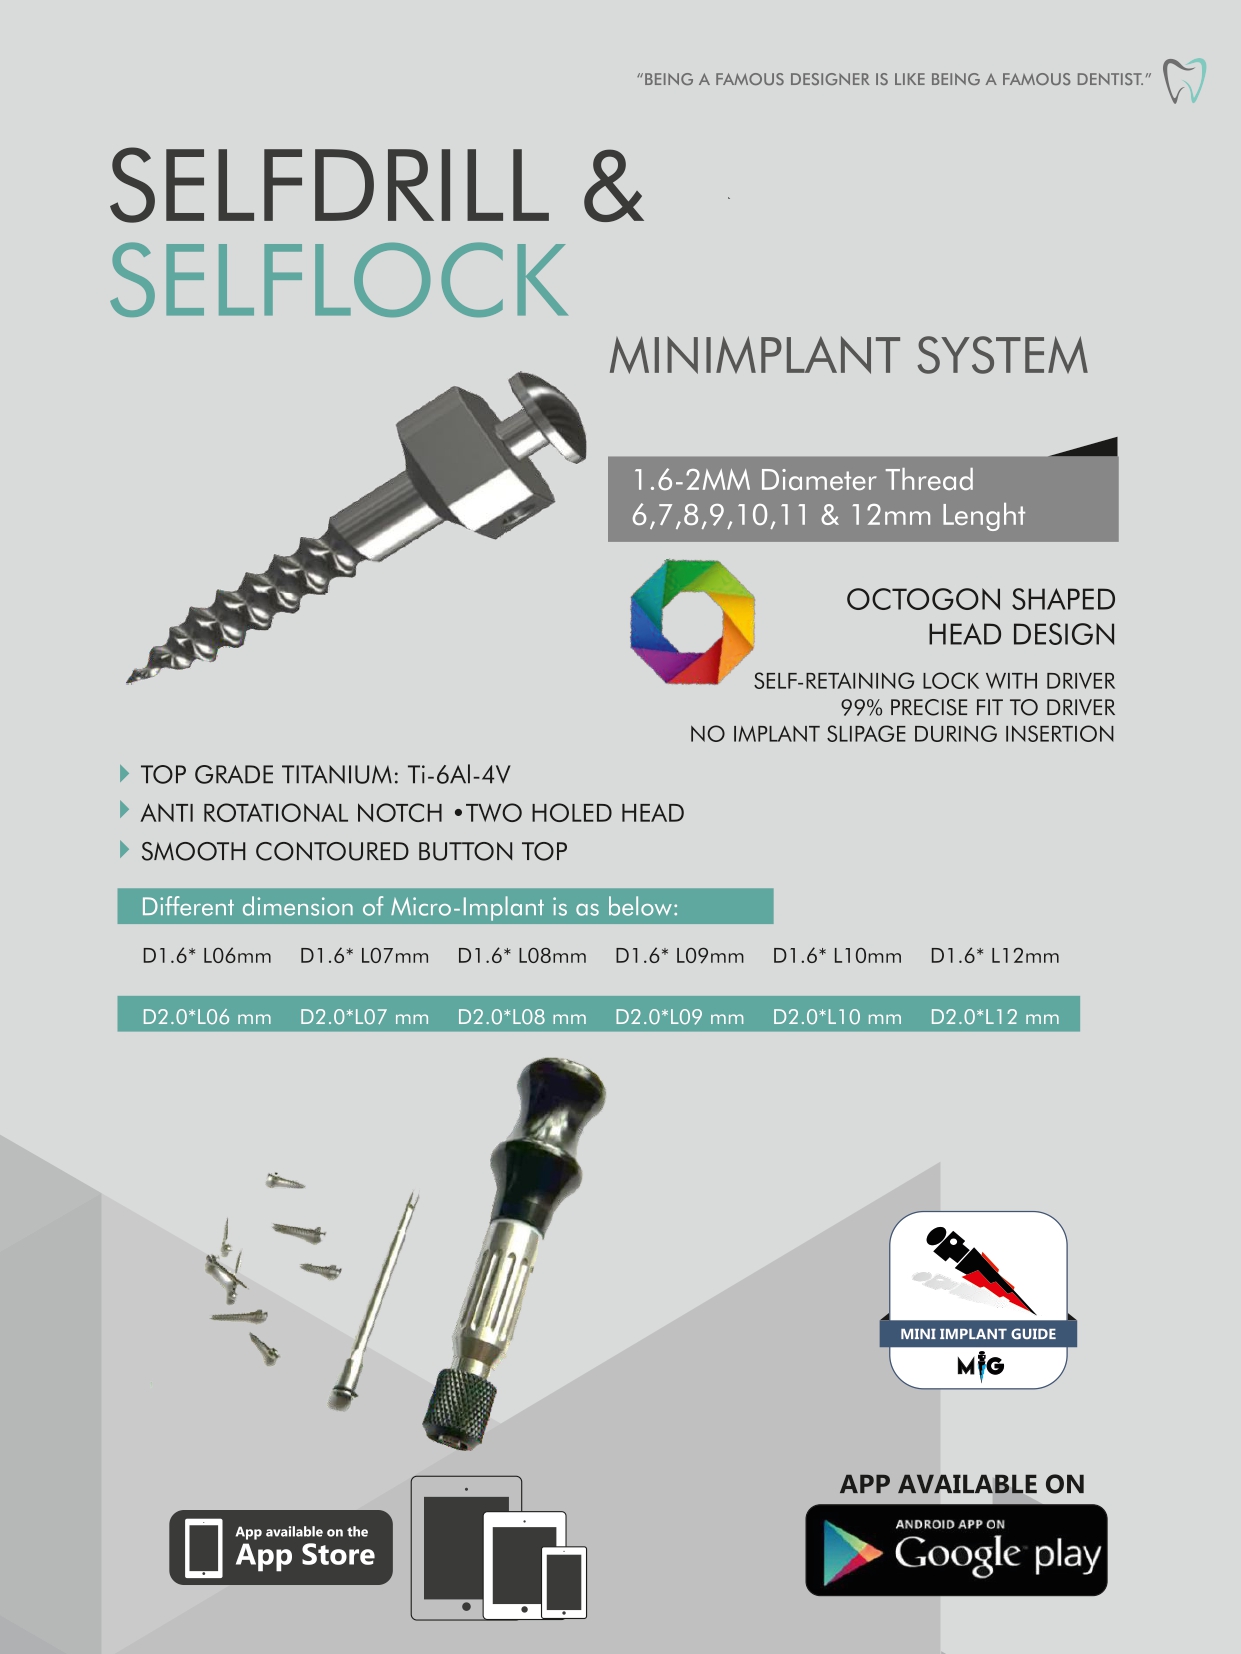 “BEING A FAMOUS DESIGNER IS LIKE BEING A FAMOUS DENTIST.”
SELFDRILL &
SELFLOCK
MINIMPLANT SYSTEM
1.6-2MM Diameter Thread
6,7,8,9,10,11 & 12mm Lenght
OCTOGON SHAPED
HEAD DESIGN
SELF-RETAINING LOCK WITH DRIVER
99% PRECISE FIT TO DRIVER
NO IMPLANT SLIPAGE DURING INSERTION
TOP GRADE TITANIUM: Ti-6Al-4V
ANTI ROTATIONAL NOTCH •TWO HOLED HEAD
SMOOTH CONTOURED BUTTON TOP
Different dimension of Micro-Implant is as below:
D1.6* L06mm D1.6* L07mm D1.6* L08mm D1.6* L09mm D1.6* L10mm D1.6* L12mm
D2.0*L06 mm D2.0*L07 mm D2.0*L08 mm D2.0*L09 mm D2.0*L10 mm D2.0*L12 mm
MINI IMPLANT GUIDE
MiG
App available on the
App Store
APP AVAILABLE ON
ANDROID APP ON
Google play